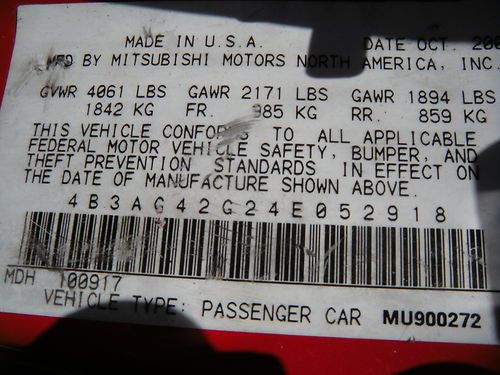 MADE IN U.S.A. DATE OCT.
MFD BY MITSUBISHI MOTORS NORTH AMERICA, INC.
GVWR 4061 LBS GAWR 2171 LBS GAWR 1894 LBS
1842 KG FR. 985 KG RR. 859 KG
THIS VEHICLE CONFORMS TO ALL APPLICABLE
FEDERAL MOTOR VEHICLE SAFETY, BUMPER, AND
THEFT PREVENTION STANDARDS IN EFFECT ON
THE DATE OF MANUFACTURE SHOWN ABOVE.
4B3AG42G24E052918
MDH 100917
VEHICLE TYPE: PASSENGER CAR MU900272